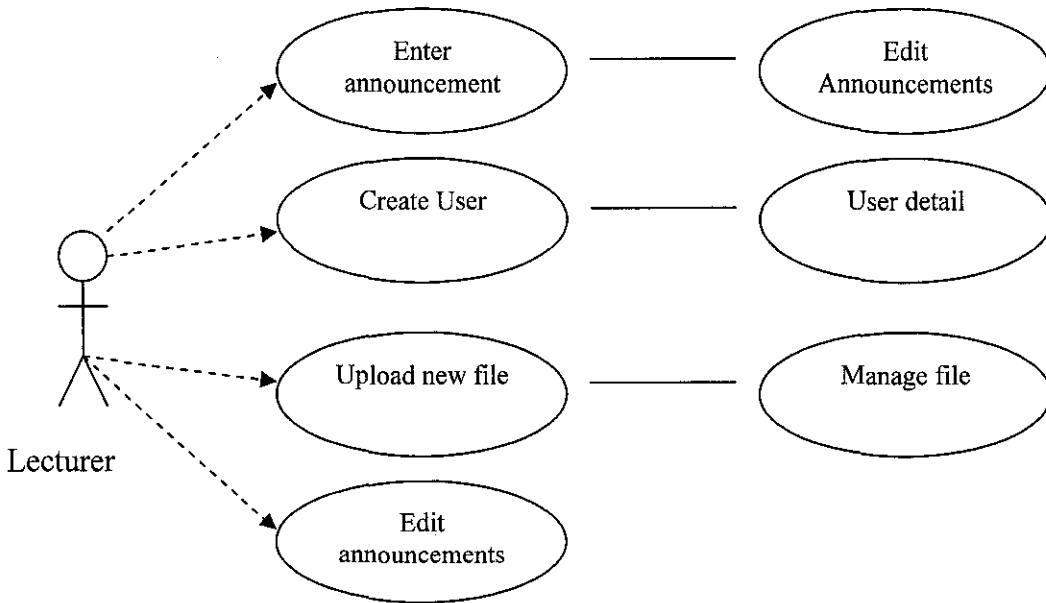 Enter
announcement
Edit
Announcements
Create User
User detail
Upload new file
Manage file
Lecturer
Edit
announcements